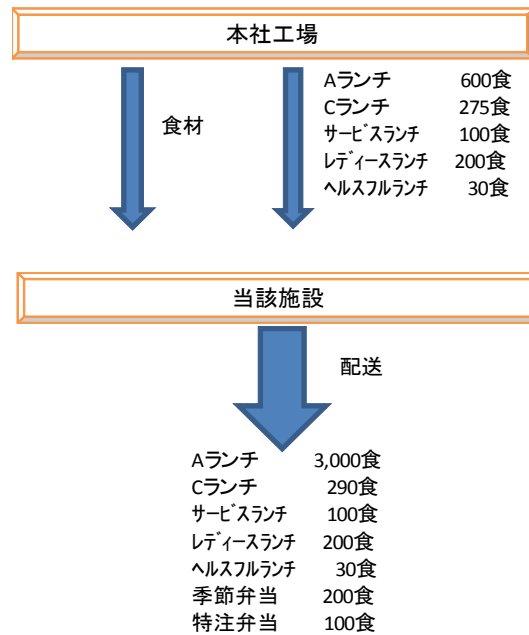 本社工場
Aランチ 600食
Cランチ 275食
食材
ｻｰﾋﾞｽﾗﾝﾁ 100食
ﾚﾃﾞｨｰｽﾗﾝﾁ 200食
ﾍﾙｽﾌﾙﾗﾝﾁ 30食
当該施設
配送
Aランチ 3,000食
Cランチ 290食
ｻｰﾋﾞｽﾗﾝﾁ 100食
ﾚﾃﾞｨｰｽﾗﾝﾁ 200食
ﾍﾙｽﾌﾙﾗﾝﾁ 30食
季節弁当 200食
特注弁当 100食